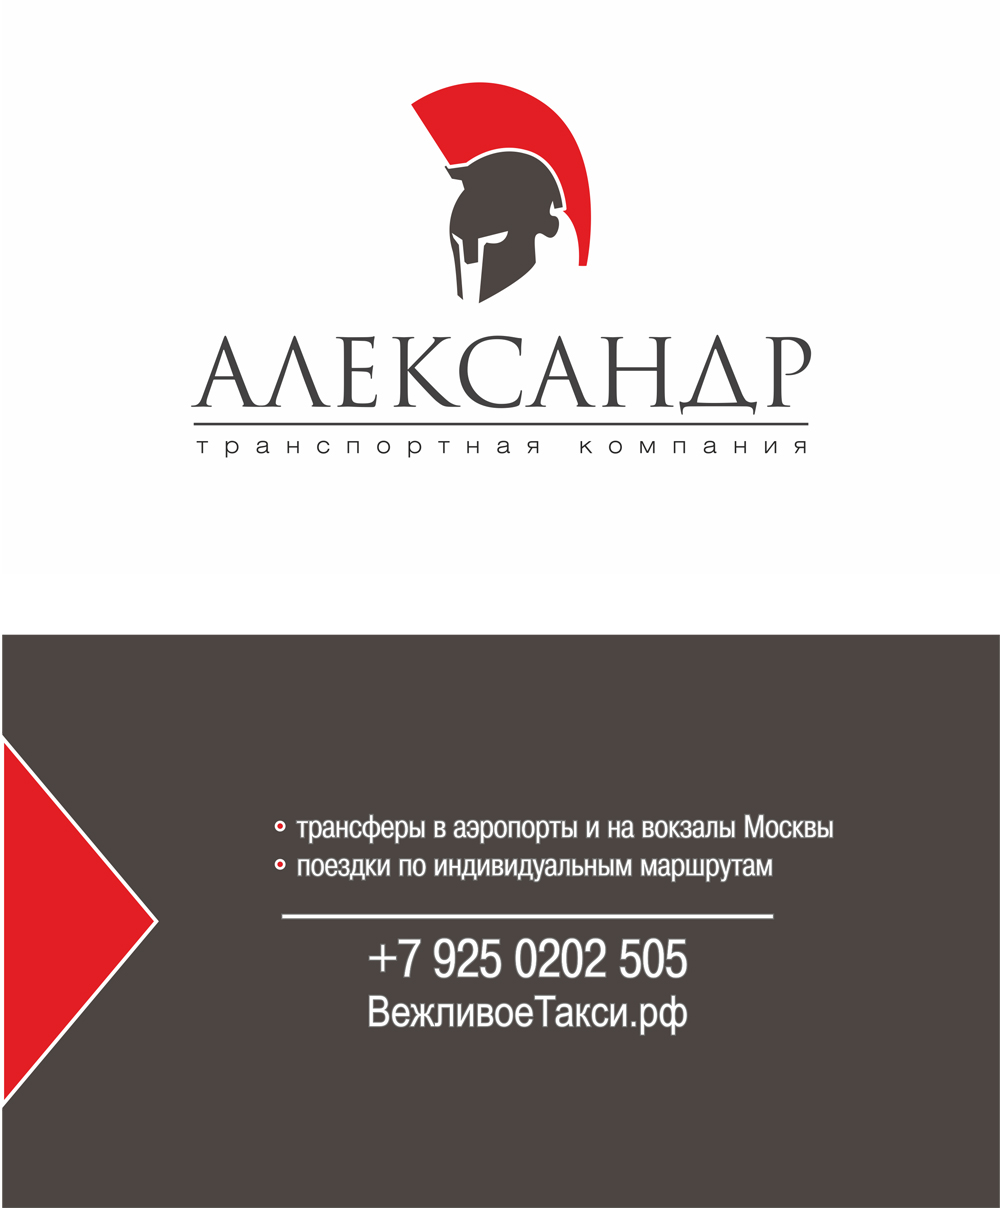 АЛЕКСАНДР
транспортная компания
трансферы в аэропорты и на вокзалы Москвы
поездки по индивидуальным маршрутам
+7 925 0202 505
ВежливоеТакси.рф